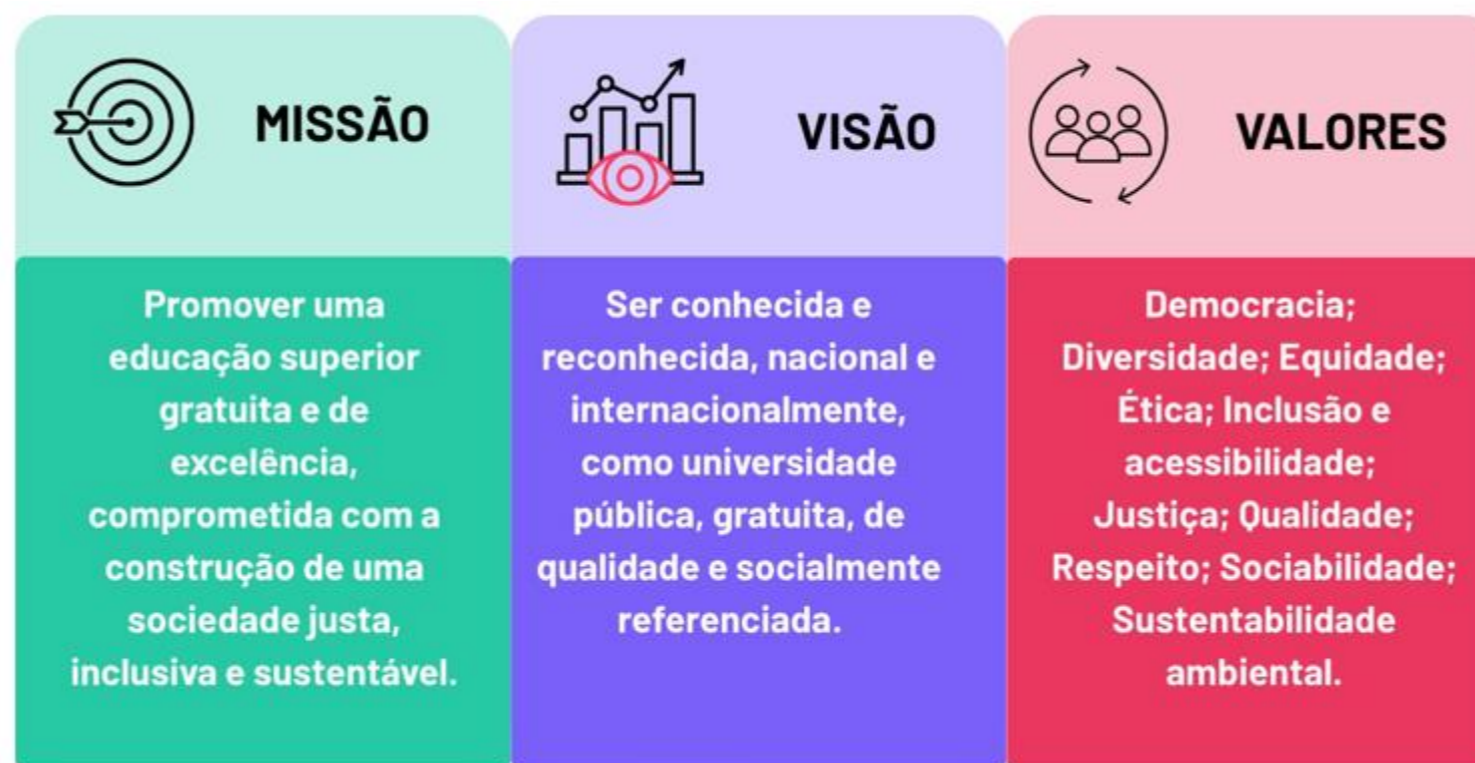 MISSÃO
Promover uma
educação superior
gratuita e de
excelência,
comprometida com a
construção de uma
sociedade justa,
inclusiva e sustentável.
VISÃO
Ser conhecida e
reconhecida, nacional e
internacionalmente,
como universidade
pública, gratuita, de
qualidade e socialmente
referenciada.
VALORES
Democracia;
Diversidade; Equidade;
Ética; Inclusão e
acessibilidade;
Justiça; Qualidade;
Respeito; Sociabilidade;
Sustentabilidade
ambiental.